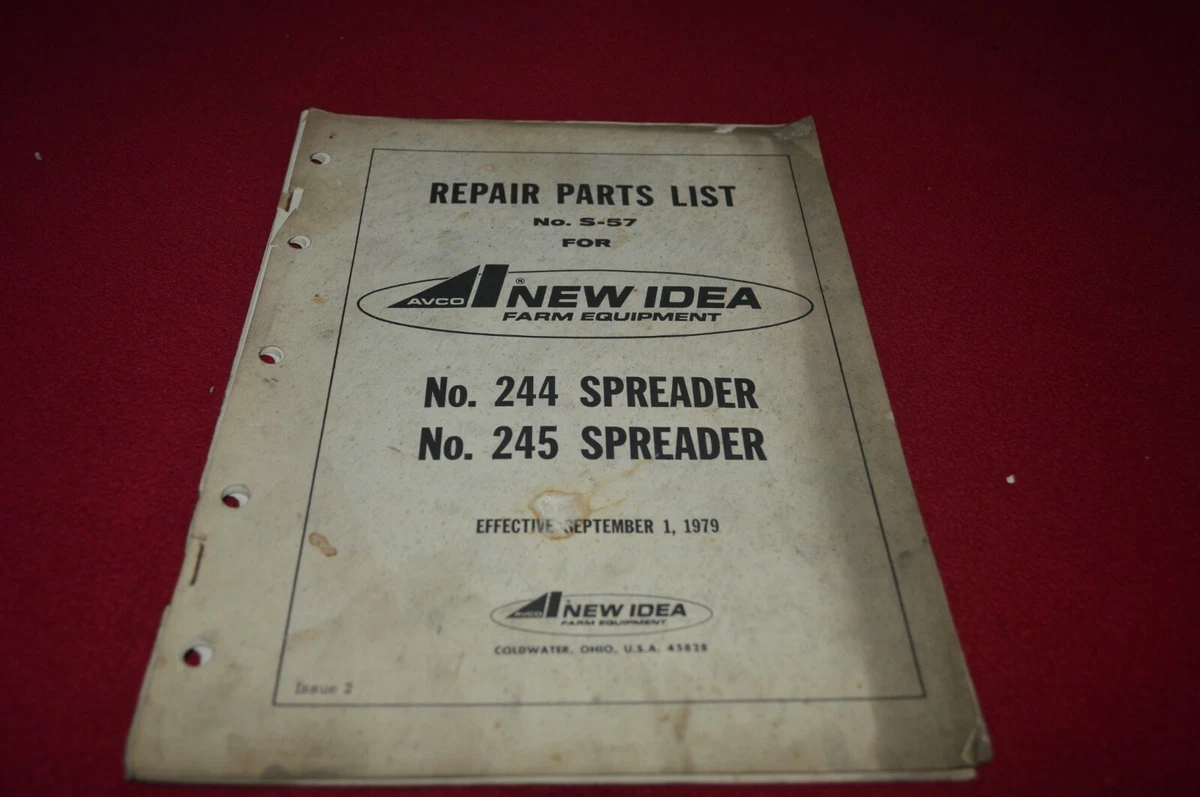 REPAIR PARTS LIST
No. S-57
FOR
AVCO ® NEW IDEA
FARM EQUIPMENT
No. 244 SPREADER
No. 245 SPREADER
EFFECTIVE SEPTEMBER 1, 1979
AVCO NEW IDEA
FARM EQUIPMENT
COLDWATER, OHIO, U.S.A. 45828
Issue 2